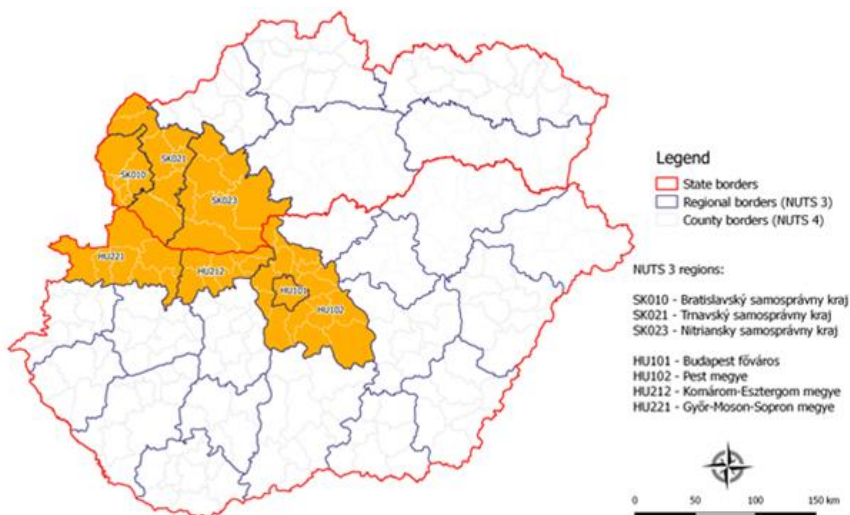 SK021
SK010
SK023
HU221
HU212
HU101
HU102
Legend
State borders
Regional borders (NUTS 3)
County borders (NUTS 4)
NUTS 3 regions:
SK010 - Bratislavský samosprávny kraj
SK021 - Trnavský samosprávny kraj
SK023 - Nitriansky samosprávny kraj
HU101 - Budapest főváros
HU102 - Pest megye
HU212 - Komárom-Esztergom megye
HU221 - Győr-Moson-Sopron megye
0 50 100 150 km